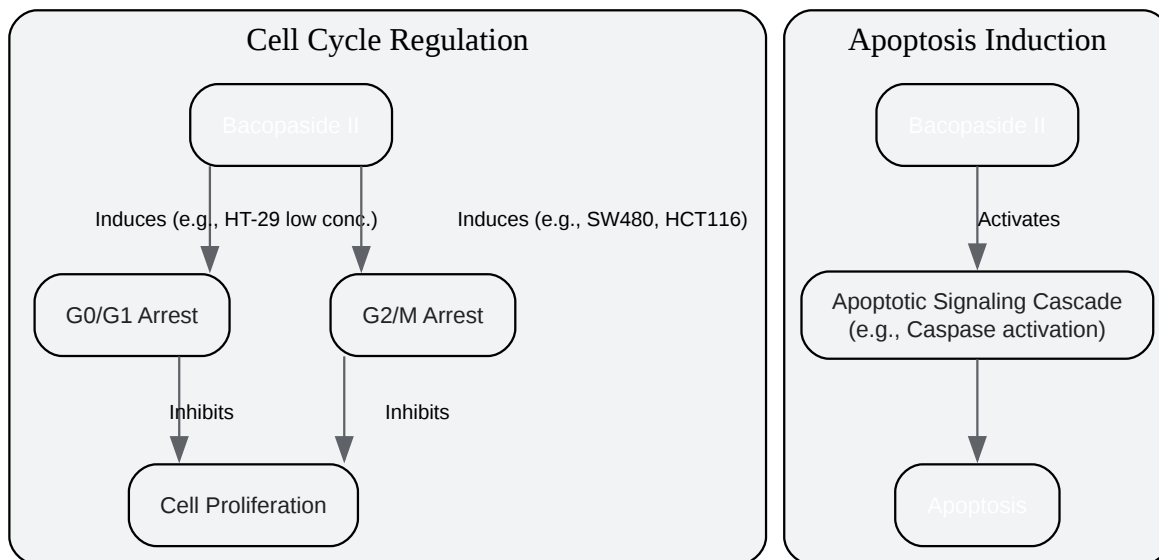 Cell Cycle Regulation
Bacopaside II
Induces (e.g., HT-29 low conc.)
Induces (e.g., SW480, HCT116)
G0/G1 Arrest
G2/M Arrest
Inhibits
Inhibits
Cell Proliferation
Apoptosis Induction
Bacopaside II
Activates
Apoptotic Signaling Cascade
(e.g., Caspase activation)
Apoptosis